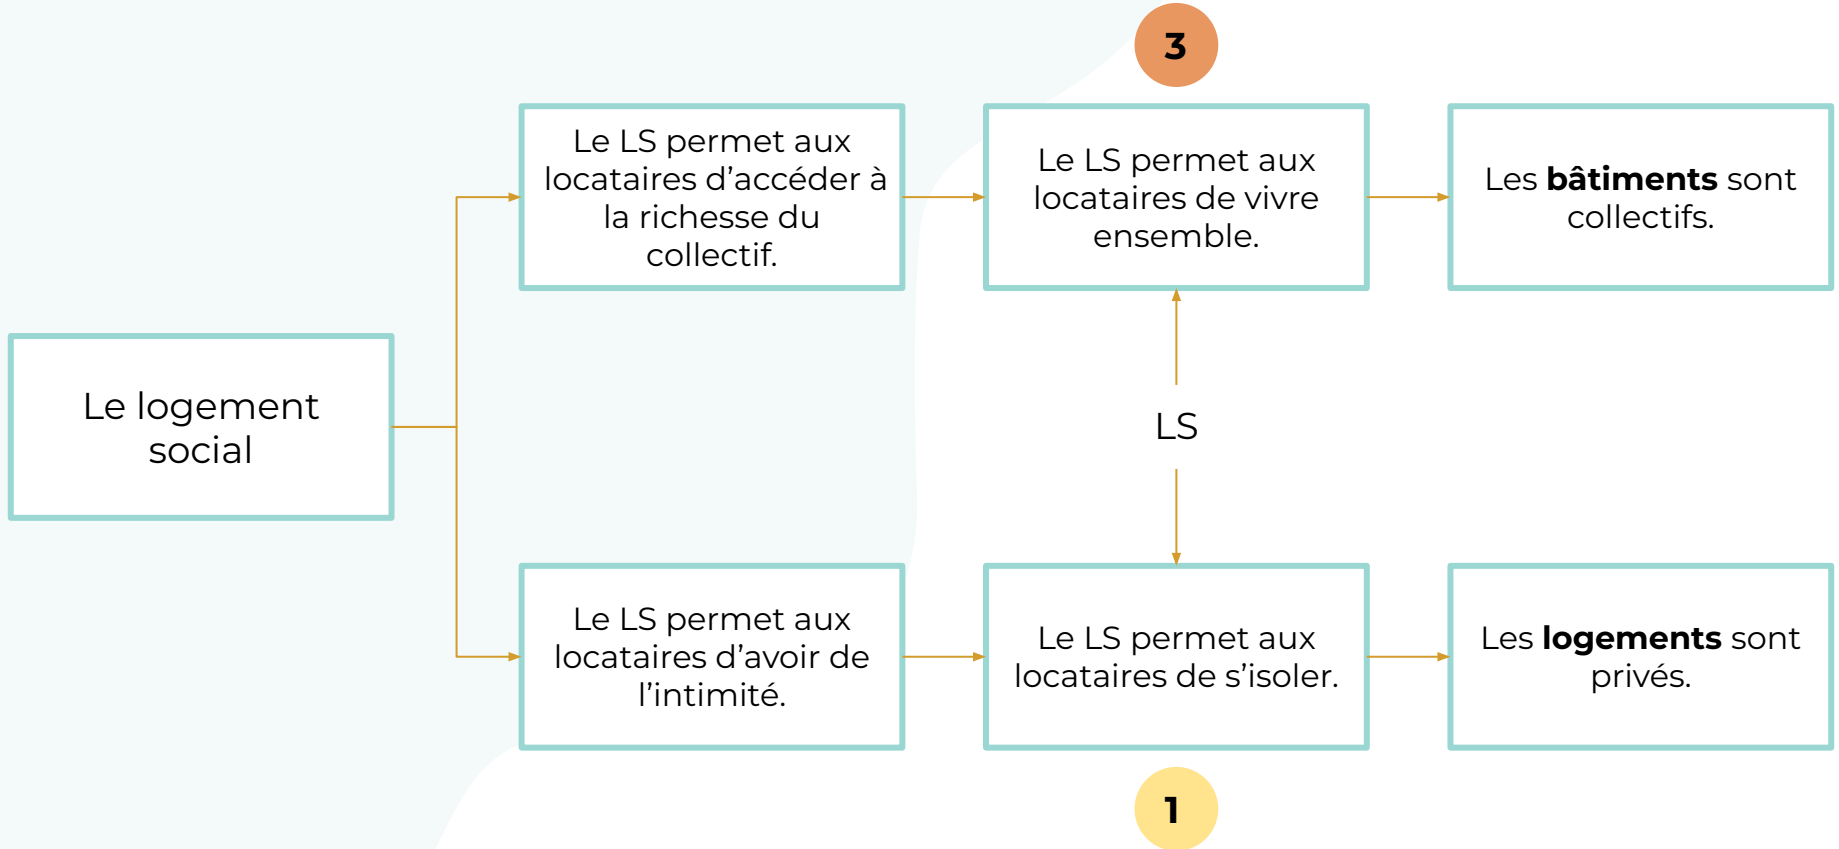 3
Le LS permet aux
locataires d’accéder à
la richesse du
collectif.
Le LS permet aux
locataires de vivre
ensemble.
Les bâtiments sont
collectifs.
Le logement
social
LS
Le LS permet aux
locataires d’avoir de
l’intimité.
Le LS permet aux
locataires de s’isoler.
Les logements sont
privés.
1